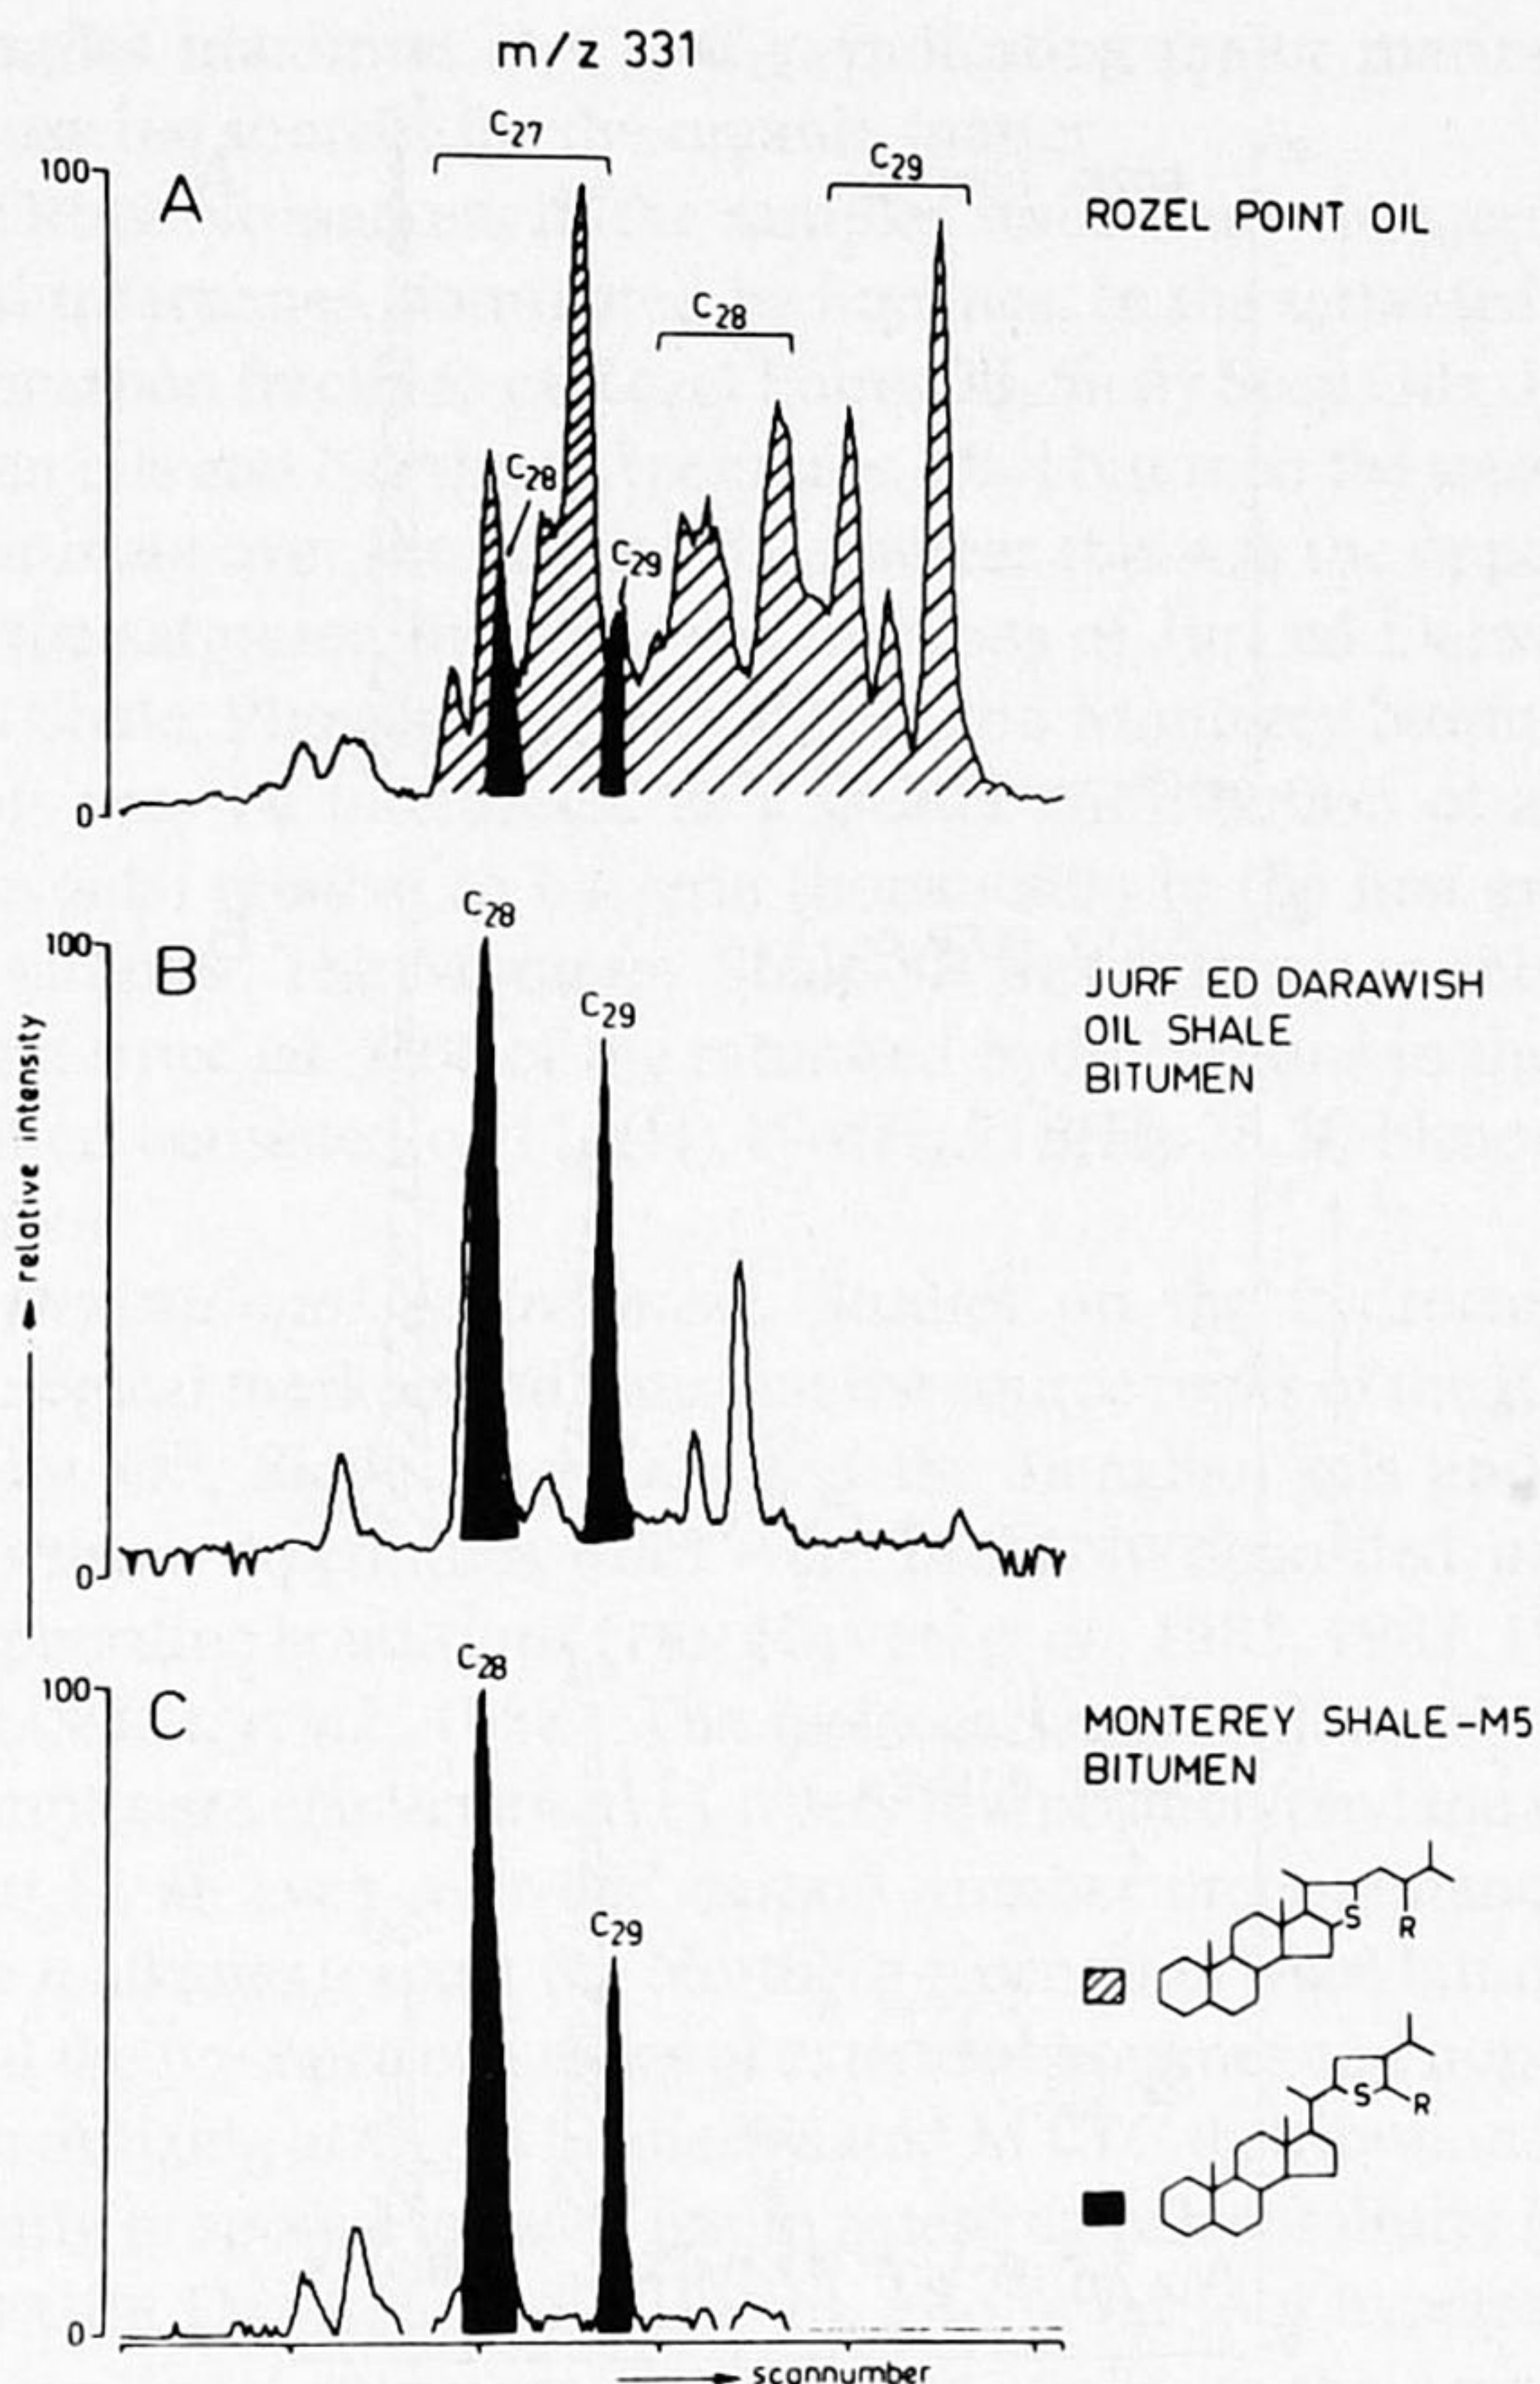 m/z 331
C27
C29
100
A
ROZEL POINT OIL
C28
C28
C29
0
C28
100
B
C29
JURF ED DARAWISH
OIL SHALE
BITUMEN
relative intensity
0
C28
100
C
MONTEREY SHALE-M5
BITUMEN
C29
S
R
S
R
0
scannumber